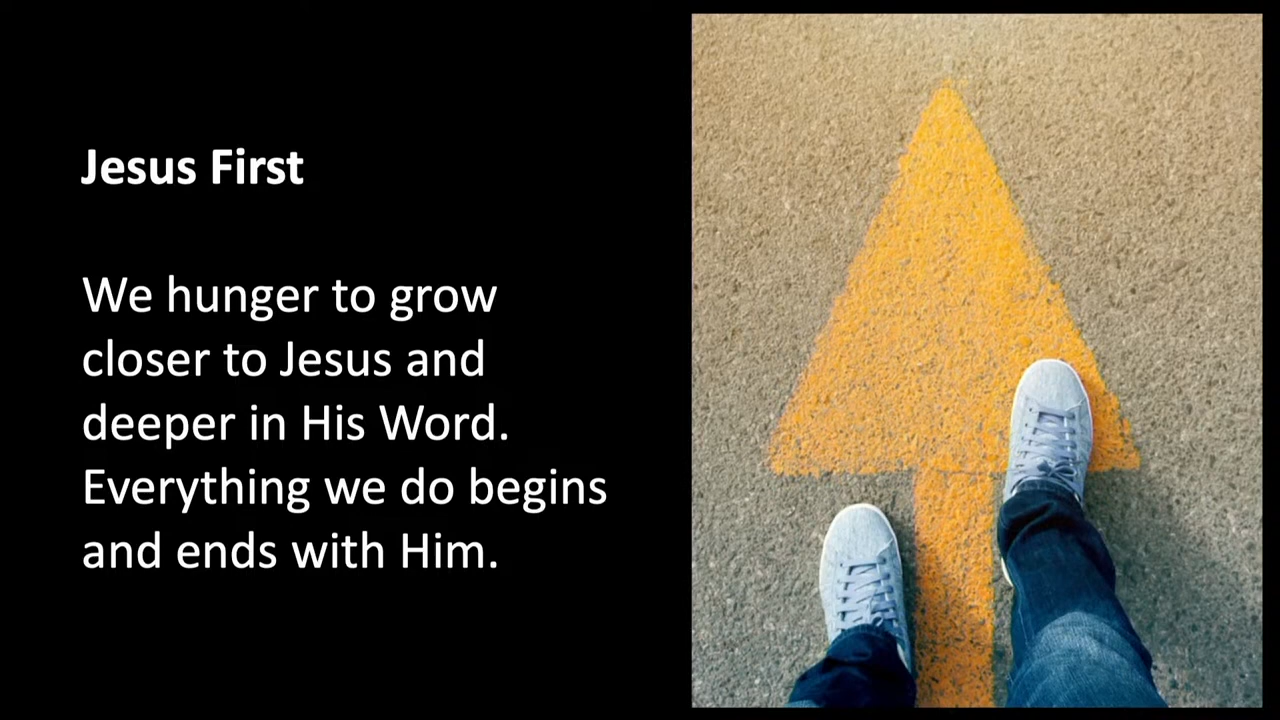 Jesus First
We hunger to grow
closer to Jesus and
deeper in His Word.
Everything we do begins
and ends with Him.